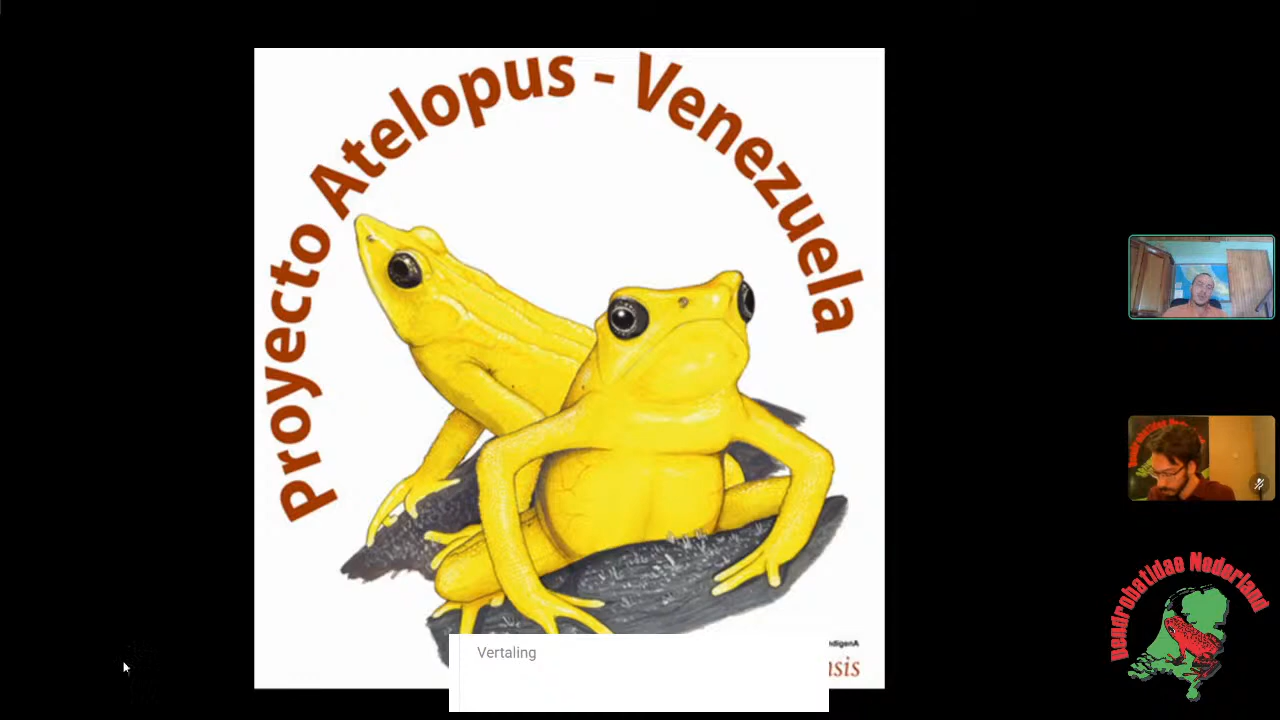 Proyecto Atelopus - Venezuela
Vertaling
Dendrobatidae Nederland